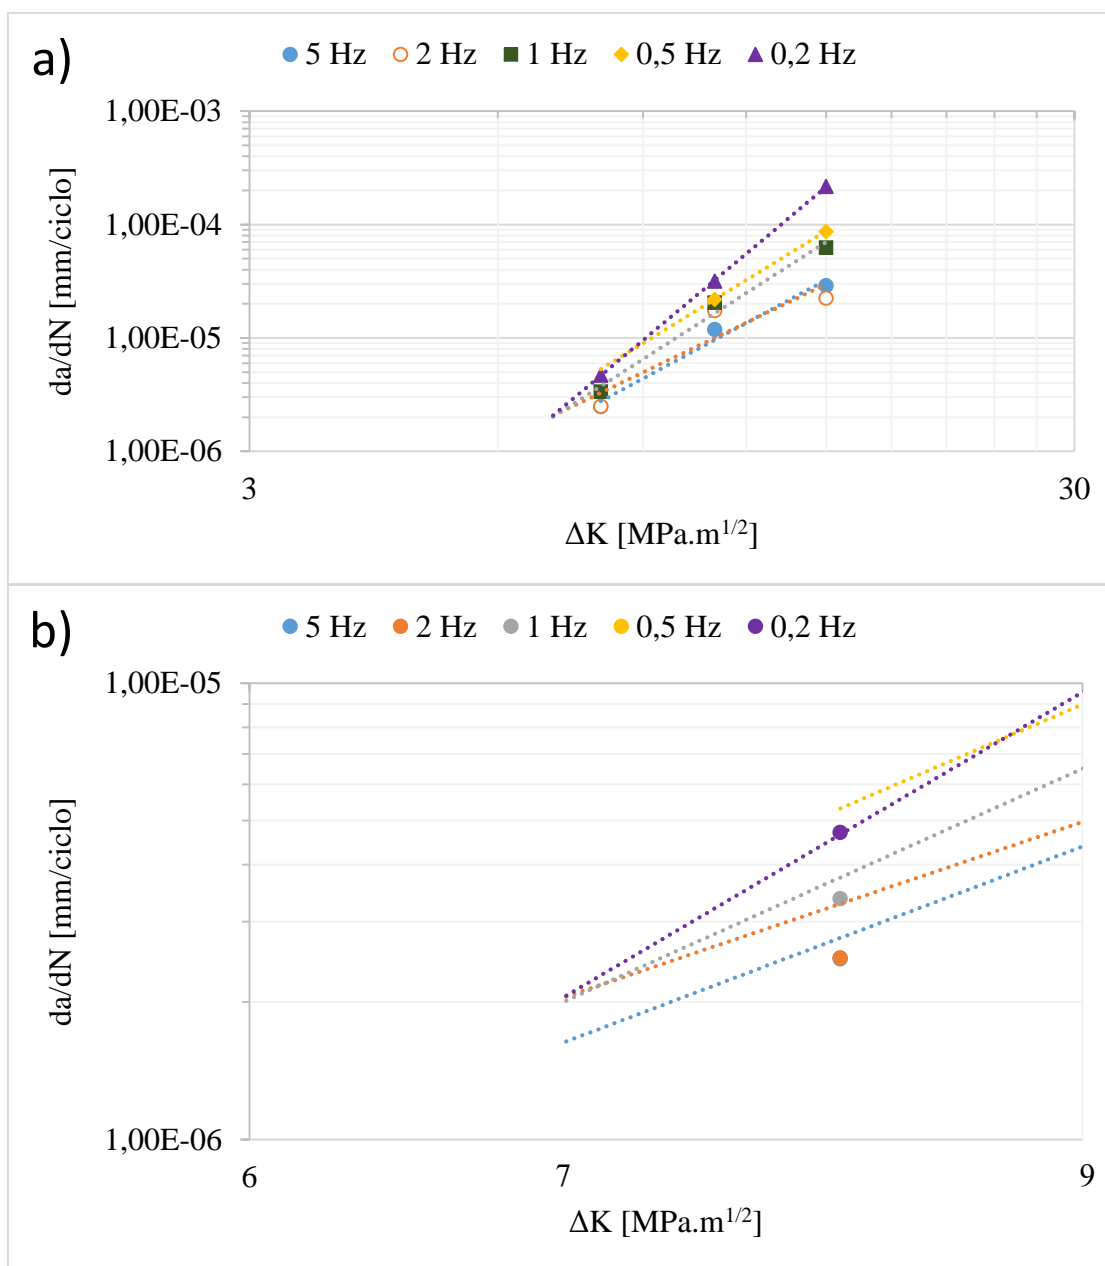 a)
5 Hz 2 Hz 1 Hz 0,5 Hz 0,2 Hz
1,00E-03
1,00E-04
1,00E-05
1,00E-06
da/dN [mm/ciclo]
3 30
ΔK [MPa.m1/2]
b)
5 Hz 2 Hz 1 Hz 0,5 Hz 0,2 Hz
1,00E-05
1,00E-06
da/dN [mm/ciclo]
6 7 9
ΔK [MPa.m1/2]